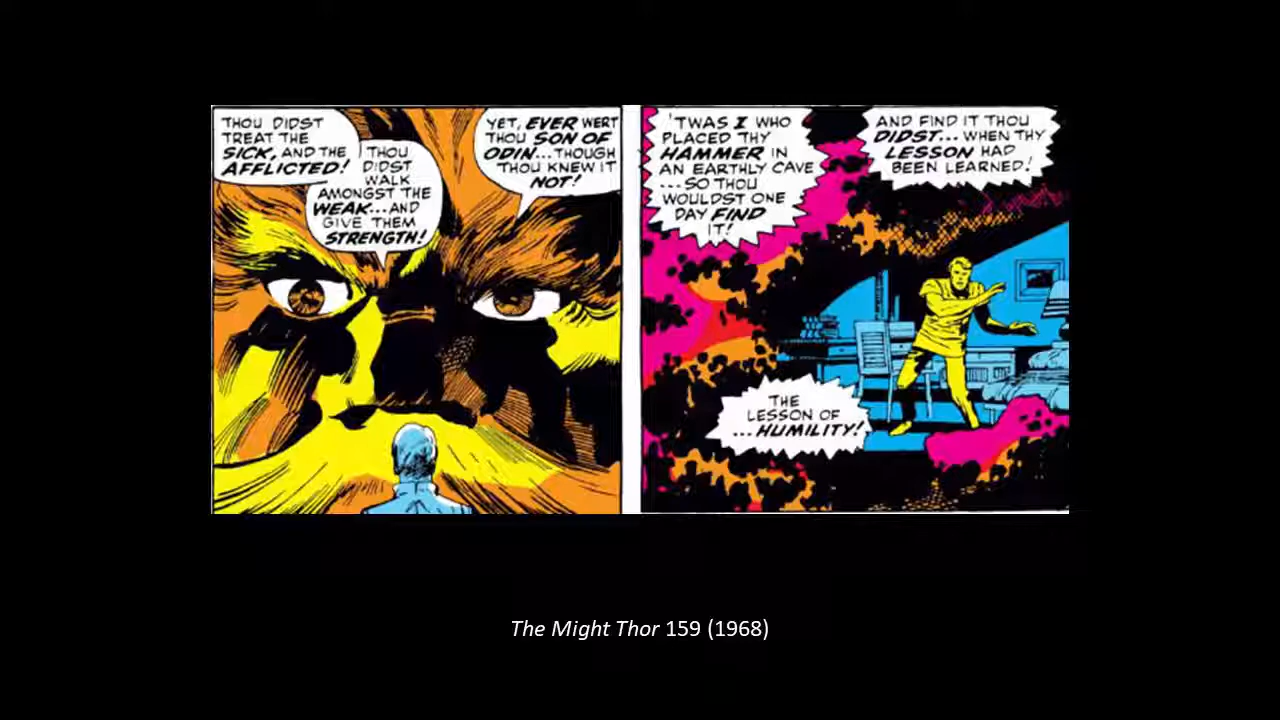 THOU DIDST
TREAT THE
SICK, AND THE
AFFLICTED!
THOU
DIDST
WALK
AMONGST THE
WEAK...AND
GIVE THEM
STRENGTH!
YET, EVER WERT
THOU SON OF
ODIN...THOUGH
THOU KNEW IT
NOT!
'TWAS I WHO
PLACED THY
HAMMER IN
AN EARTHLY CAVE
...SO THOU
WOULDST ONE
DAY FIND
IT!
AND FIND IT THOU
DIDST... WHEN THY
LESSON HAD
BEEN LEARNED!
THE
LESSON OF
...HUMILITY!
The Might Thor 159 (1968)